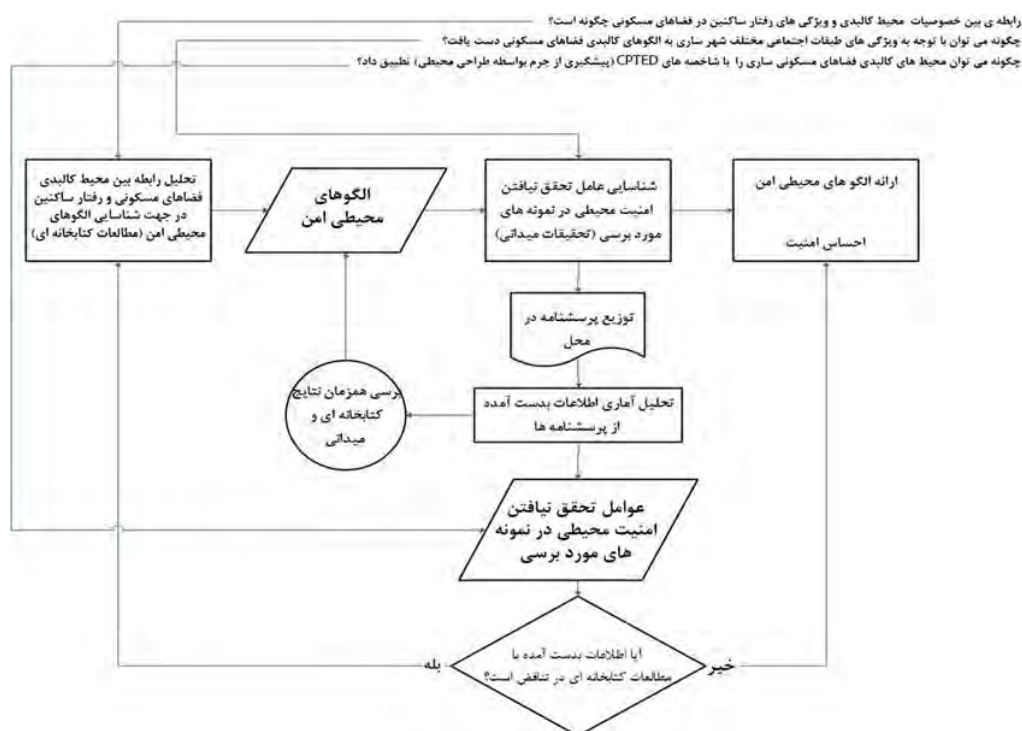 رابطه ی بین خصوصیات محیط کالبدی و ویژگی های رفتار ساکنین در فضاهای مسکونی چگونه است؟
چگونه می توان با توجه به ویژگی های طبقات اجتماعی مختلف شهر ساری به الگوهای کالبدی فضاهای مسکونی دست یافت؟
چگونه می توان محیط های کالبدی فضاهای مسکونی ساری را با شاخصه های CPTED (پیشگیری از جرم بواسطه طراحی محیطی) تطبیق داد؟
تحلیل رابطه بین محیط کالبدی
فضاهای مسکونی و رفتار ساکنین
در جهت شناسایی الگوهای
محیطی امن (مطالعات کتابخانه ای)
الگوهای
محیطی امن
شناسایی عامل تحقق نیافتن
امنیت محیطی در نمونه های
مورد برسی (تحقیقات میدانی)
ارائه الگو های محیطی امن
احساس امنیت
توزیع پرسشنامه در
محل
تحلیل آماری اطلاعات بدست آمده
از پرسشنامه ها
برسی همزمان نتایج
کتابخانه ای و
میدانی
عوامل تحقق نیافتن
امنیت محیطی در نمونه
های مورد برسی
آیا اطلاعات بدست آمده با
مطالعات کتابخانه ای در تناقض است؟
خیر
بله